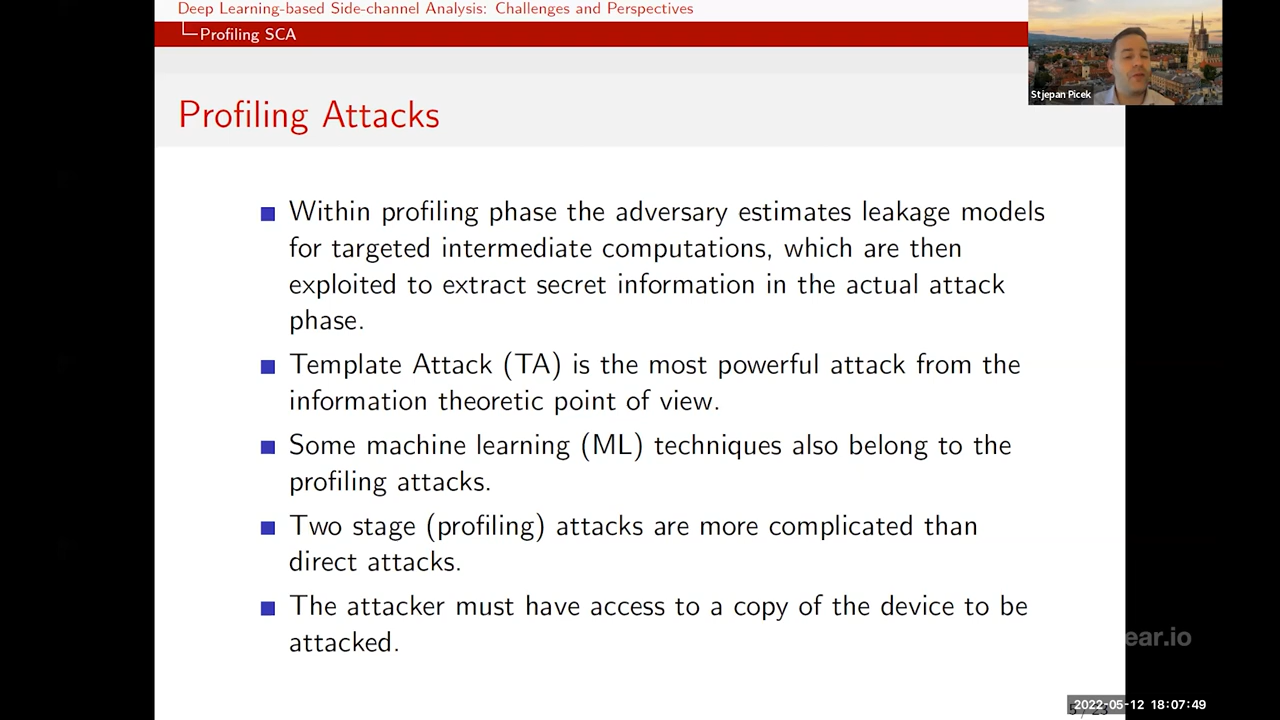 Deep Learning-based Side-channel Analysis: Challenges and Perspectives
Profiling SCA
Stjepan Picek
Profiling Attacks
Within profiling phase the adversary estimates leakage models
for targeted intermediate computations, which are then
exploited to extract secret information in the actual attack
phase.
Template Attack (TA) is the most powerful attack from the
information theoretic point of view.
Some machine learning (ML) techniques also belong to the
profiling attacks.
Two stage (profiling) attacks are more complicated than
direct attacks.
The attacker must have access to a copy of the device to be
attacked.
ear.io
2022-05-12 18:07:49